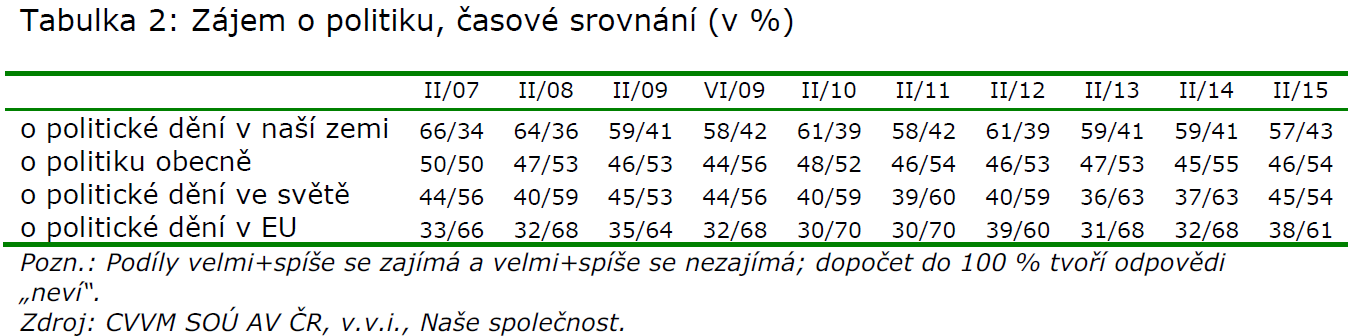 Tabulka 2: Zájem o politiku, časové srovnání (v %)
II/07 II/08 II/09 VI/09 II/10 II/11 II/12 II/13 II/14 II/15
o politické dění v naší zemi 66/34 64/36 59/41 58/42 61/39 58/42 61/39 59/41 59/41 57/43
o politiku obecně 50/50 47/53 46/53 44/56 48/52 46/54 46/53 47/53 45/55 46/54
o politické dění ve světě 44/56 40/59 45/53 44/56 40/59 39/60 40/59 36/63 37/63 45/54
o politické dění v EU 33/66 32/68 35/64 32/68 30/70 30/70 39/60 31/68 32/68 38/61
Pozn.: Podíly velmi+spíše se zajímá a velmi+spíše se nezajímá; dopočet do 100 % tvoří odpovědi
„neví“.
Zdroj: CVVM SOÚ AV ČR, v.v.i., Naše společnost.